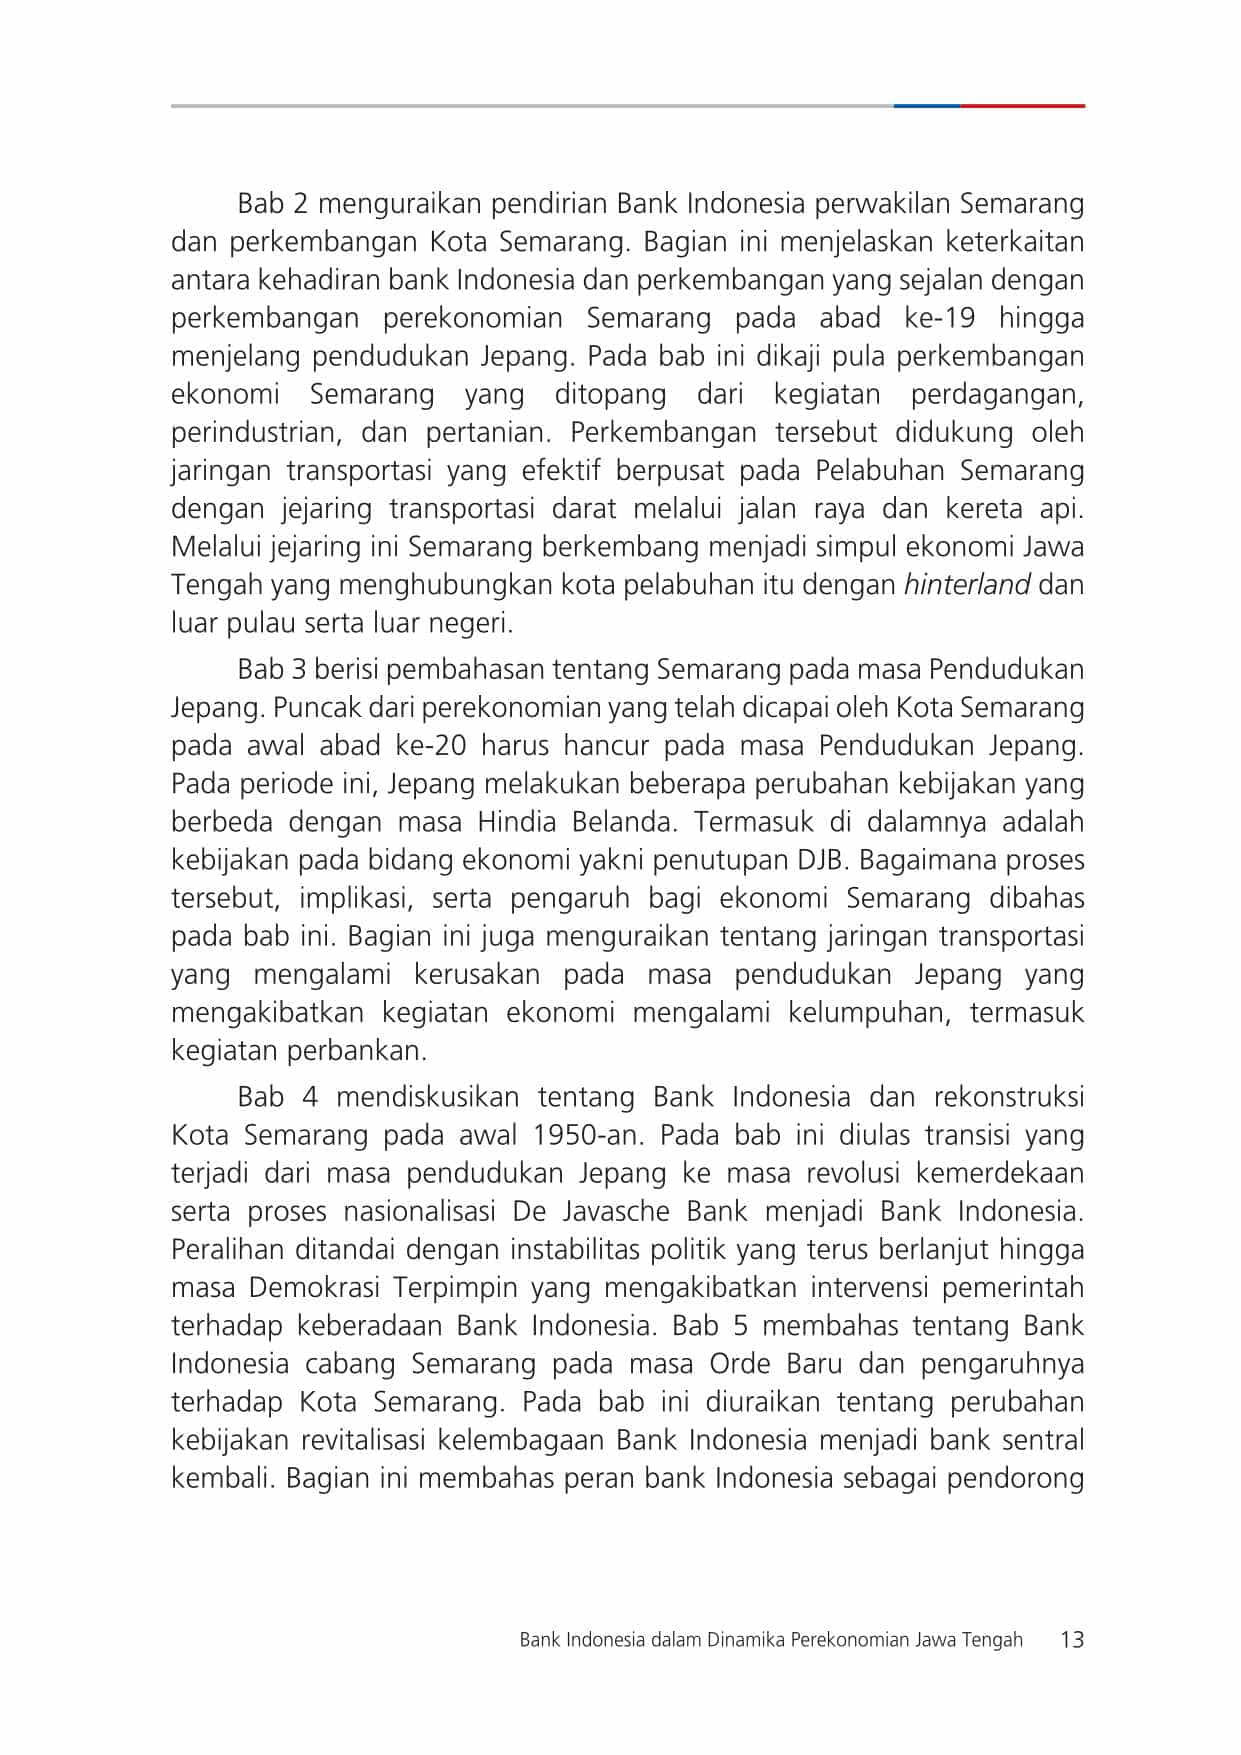 Bab 2 menguraikan pendirian Bank Indonesia perwakilan Semarang
dan perkembangan Kota Semarang. Bagian ini menjelaskan keterkaitan
antara kehadiran bank Indonesia dan perkembangan yang sejalan dengan
perkembangan perekonomian Semarang pada abad ke-19 hingga
menjelang pendudukan Jepang. Pada bab ini dikaji pula perkembangan
ekonomi Semarang yang ditopang dari kegiatan perdagangan,
perindustrian, dan pertanian. Perkembangan tersebut didukung oleh
jaringan transportasi yang efektif berpusat pada Pelabuhan Semarang
dengan jejaring transportasi darat melalui jalan raya dan kereta api.
Melalui jejaring ini Semarang berkembang menjadi simpul ekonomi Jawa
Tengah yang menghubungkan kota pelabuhan itu dengan hinterland dan
luar pulau serta luar negeri.
Bab 3 berisi pembahasan tentang Semarang pada masa Pendudukan
Jepang. Puncak dari perekonomian yang telah dicapai oleh Kota Semarang
pada awal abad ke-20 harus hancur pada masa Pendudukan Jepang.
Pada periode ini, Jepang melakukan beberapa perubahan kebijakan yang
berbeda dengan masa Hindia Belanda. Termasuk di dalamnya adalah
kebijakan pada bidang ekonomi yakni penutupan DJB. Bagaimana proses
tersebut, implikasi, serta pengaruh bagi ekonomi Semarang dibahas
pada bab ini. Bagian ini juga menguraikan tentang jaringan transportasi
yang mengalami kerusakan pada masa pendudukan Jepang yang
mengakibatkan kegiatan ekonomi mengalami kelumpuhan, termasuk
kegiatan perbankan.
Bab 4 mendiskusikan tentang Bank Indonesia dan rekonstruksi
Kota Semarang pada awal 1950-an. Pada bab ini diulas transisi yang
terjadi dari masa pendudukan Jepang ke masa revolusi kemerdekaan
serta proses nasionalisasi De Javasche Bank menjadi Bank Indonesia.
Peralihan ditandai dengan instabilitas politik yang terus berlanjut hingga
masa Demokrasi Terpimpin yang mengakibatkan intervensi pemerintah
terhadap keberadaan Bank Indonesia. Bab 5 membahas tentang Bank
Indonesia cabang Semarang pada masa Orde Baru dan pengaruhnya
terhadap Kota Semarang. Pada bab ini diuraikan tentang perubahan
kebijakan revitalisasi kelembagaan Bank Indonesia menjadi bank sentral
kembali. Bagian ini membahas peran bank Indonesia sebagai pendorong
Bank Indonesia dalam Dinamika Perekonomian Jawa Tengah 13